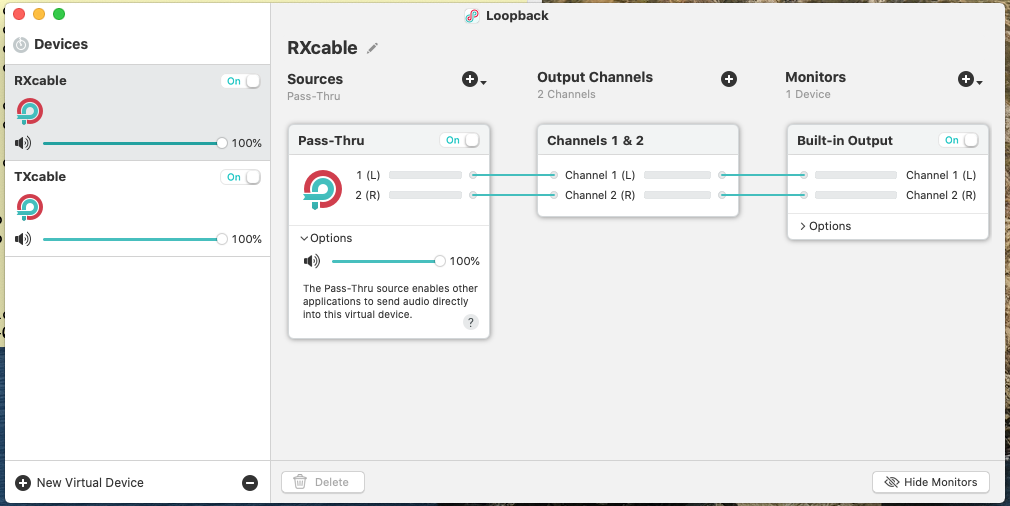 Loopback
Devices
RXcable
On
100%
TXcable
On
100%
New Virtual Device
RXcable
Sources
Pass-Thru
Output Channels
2 Channels
Monitors
1 Device
Pass-Thru
On
1 (L)
2 (R)
Options
100%
The Pass-Thru source enables other
applications to send audio directly
into this virtual device.
?
Channels 1 & 2
Channel 1 (L)
Channel 2 (R)
Built-in Output
On
Channel 1 (L)
Channel 2 (R)
Options
Delete
Hide Monitors